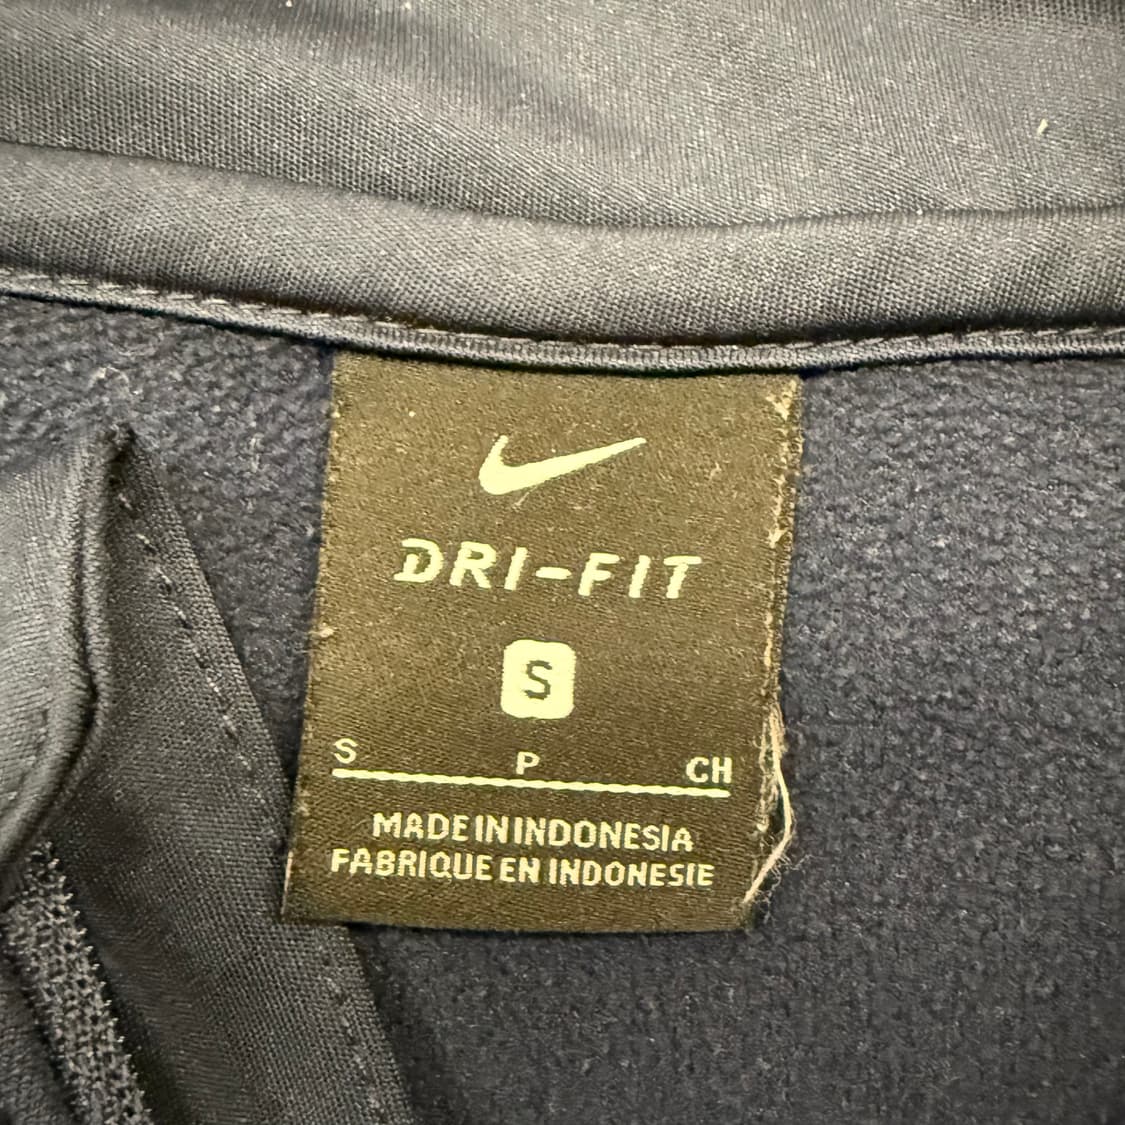 DRI-FIT
S
S P CH
MADE IN INDONESIA
FABRIQUE EN INDONESIE